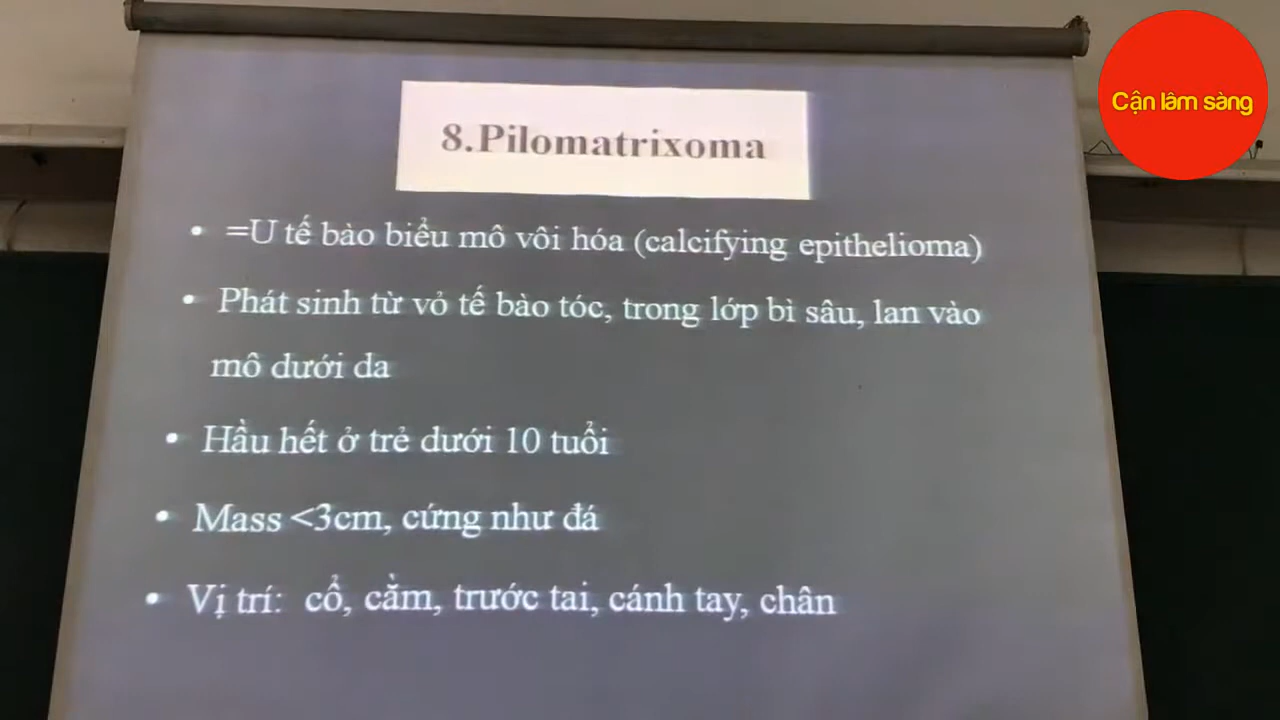 Cận lâm sàng
8.Pilomatrixoma
• =U tế bào biểu mô vôi hóa (calcifying epithelioma)
• Phát sinh từ vỏ tế bào tóc, trong lớp bì sâu, lan vào
mô dưới da
• Hầu hết ở trẻ dưới 10 tuổi
• Mass <3cm, cứng như đá
• Vị trí: cổ, cằm, trước tai, cánh tay, chân